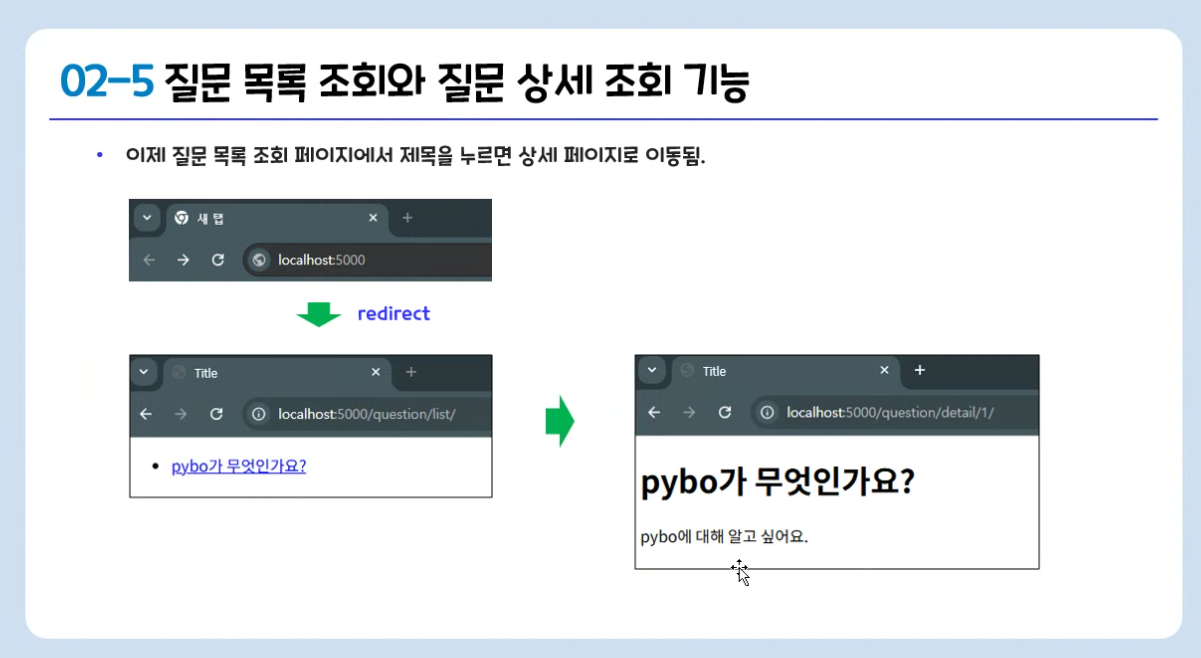 02-5 질문 목록 조회와 질문 상세 조회 기능
• 이제 질문 목록 조회 페이지에서 제목을 누르면 상세 페이지로 이동됨.
새 탭
localhost:5000
redirect
Title
localhost:5000/question/list/
• pybo가 무엇인가요?
Title
localhost:5000/question/detail/1/
pybo가 무엇인가요?
pybo에 대해 알고 싶어요.